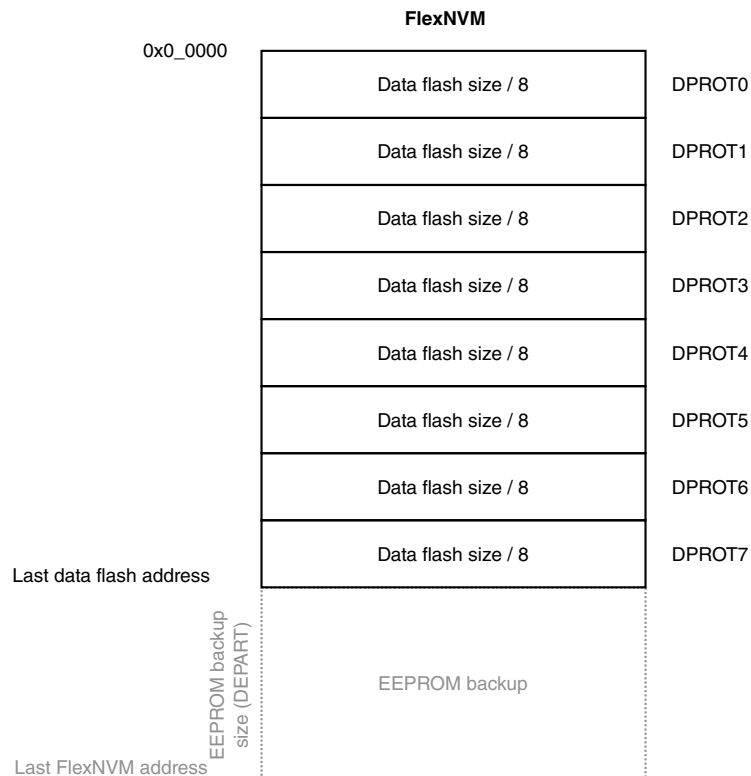 FlexNVM
0x0_0000
Data flash size / 8 DPROT0
Data flash size / 8 DPROT1
Data flash size / 8 DPROT2
Data flash size / 8 DPROT3
Data flash size / 8 DPROT4
Data flash size / 8 DPROT5
Data flash size / 8 DPROT6
Data flash size / 8 DPROT7
Last data flash address
EEPROM backup
size (DEPART)
EEPROM backup
Last FlexNVM address